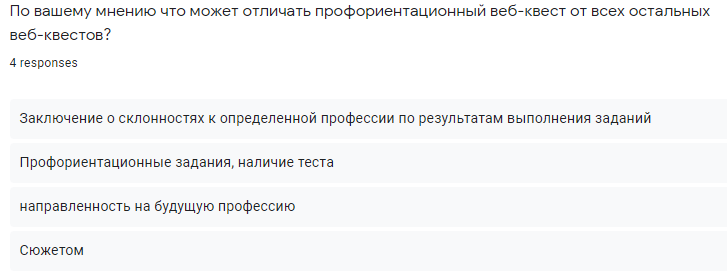 По вашему мнению что может отличать профориентационный веб-квест от всех остальных
веб-квестов?
4 responses
Заключение о склонностях к определенной профессии по результатам выполнения заданий
Профориентационные задания, наличие теста
направленность на будущую профессию
Сюжетом